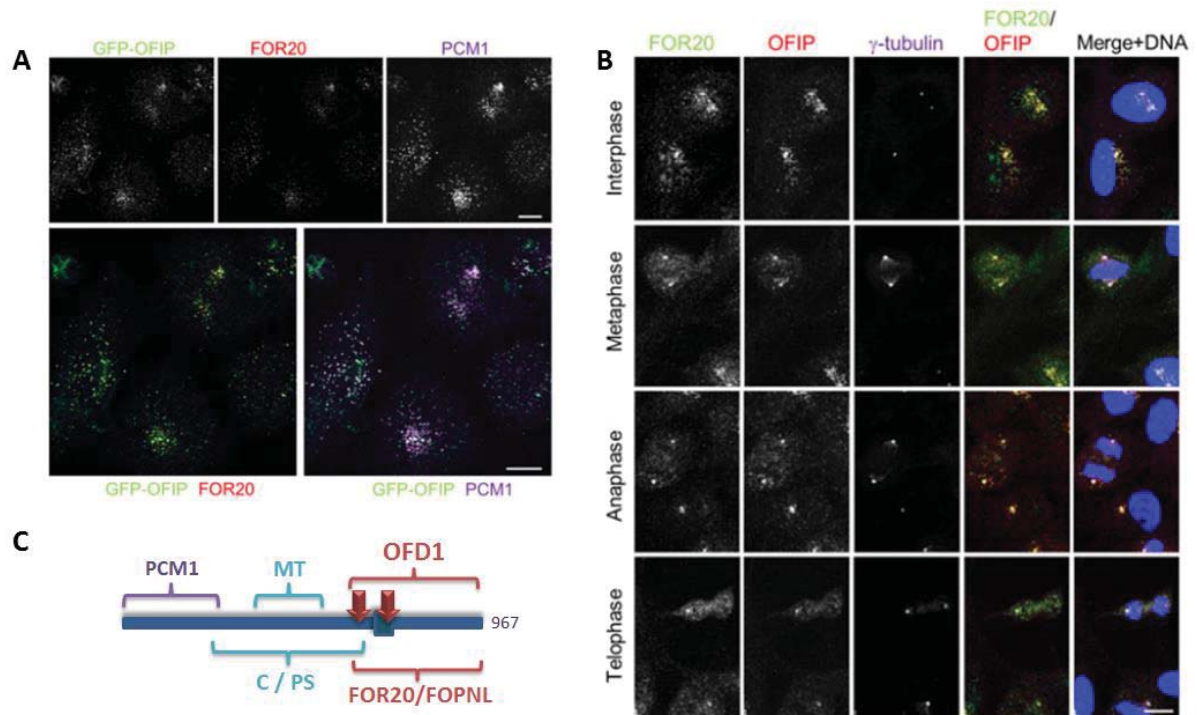 A
GFP-OFIP FOR20 PCM1
GFP-OFIP FOR20 GFP-OFIP PCM1
B
FOR20 OFIP γ-tubulin FOR20/ OFIP Merge+DNA
Interphase
Metaphase
Anaphase
Telophase
C
PCM1 MT OFD1
967
C / PS FOR20/FOPNL